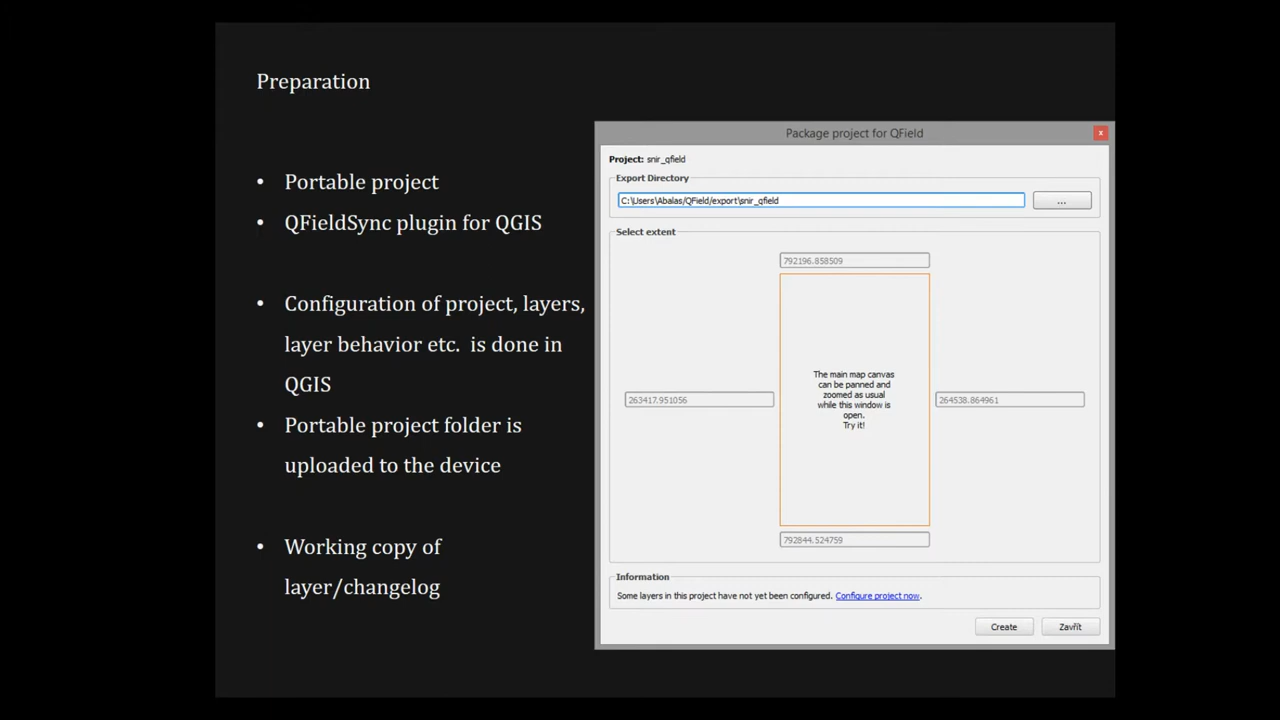 Preparation
• Portable project
• QFieldSync plugin for QGIS
• Configuration of project, layers,
layer behavior etc. is done in
QGIS
• Portable project folder is
uploaded to the device
• Working copy of
layer/changelog
Package project for QField
x
Project: snir_qfield
Export Directory
C:\Users\Abalas/QField/export\snir_qfield
...
Select extent
792196.858509
263417.951056
The main map canvas
can be panned and
zoomed as usual
while this window is
open.
Try it!
264538.864961
792844.524759
Information
Some layers in this project have not yet been configured. Configure project now.
Create
Zavřít